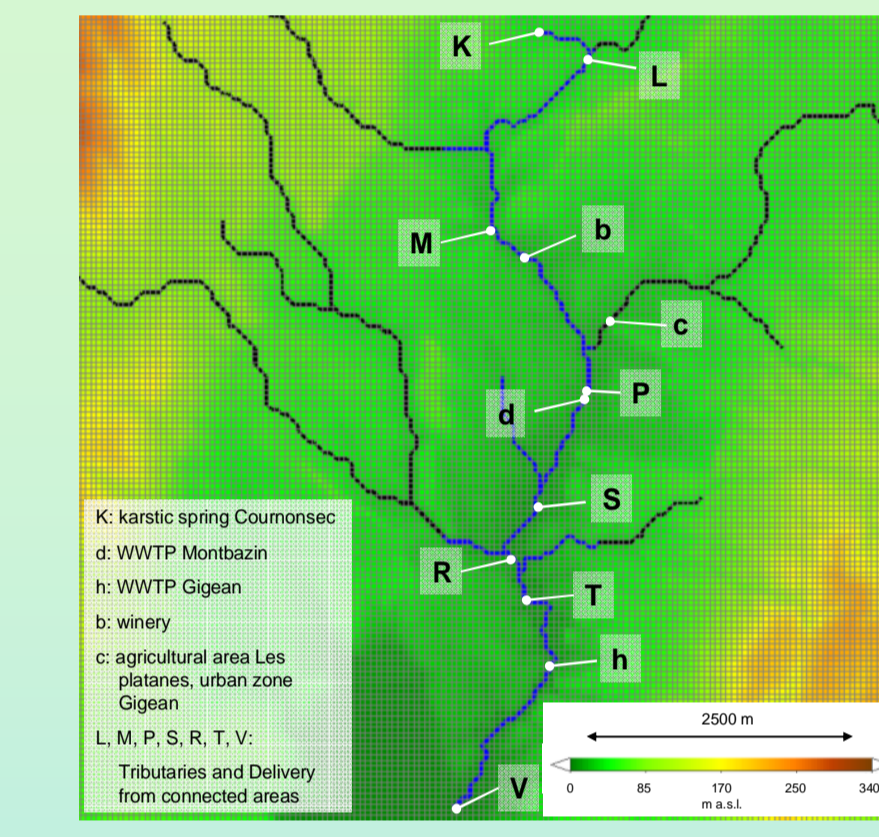 K
L
M
b
c
P
d
S
R
T
h
V
K: karstic spring Cournonsec
d: WWTP Montbazin
h: WWTP Gigean
b: winery
c: agricultural area Les
platanes, urban zone
Gigean
L, M, P, S, R, T, V:
Tributaries and Delivery
from connected areas
2500 m
0 85 170 250 340
m a.s.l.